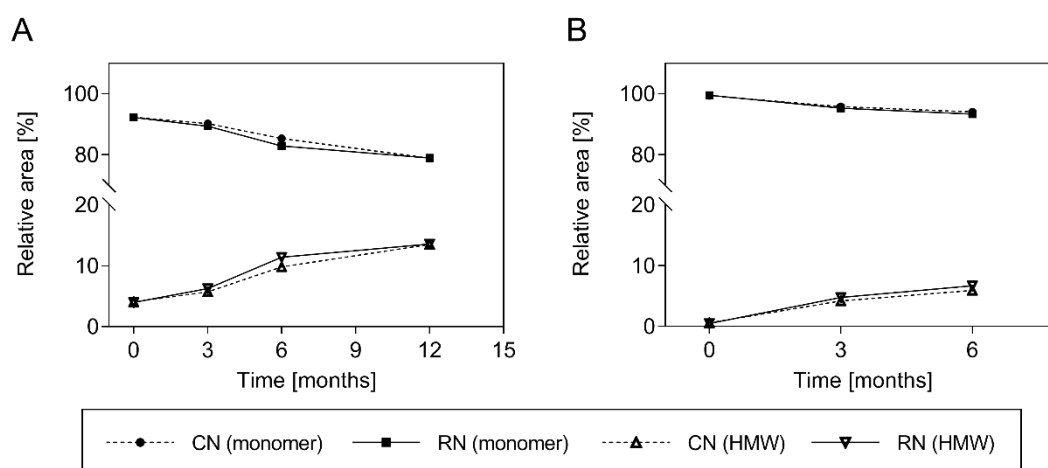 A
B
Relative area [%]
100
80
20
10
0
0 3 6 9 12 15
Time [months]
Relative area [%]
100
80
20
10
0
0 3 6
Time [months]
CN (monomer) RN (monomer) CN (HMW) RN (HMW)